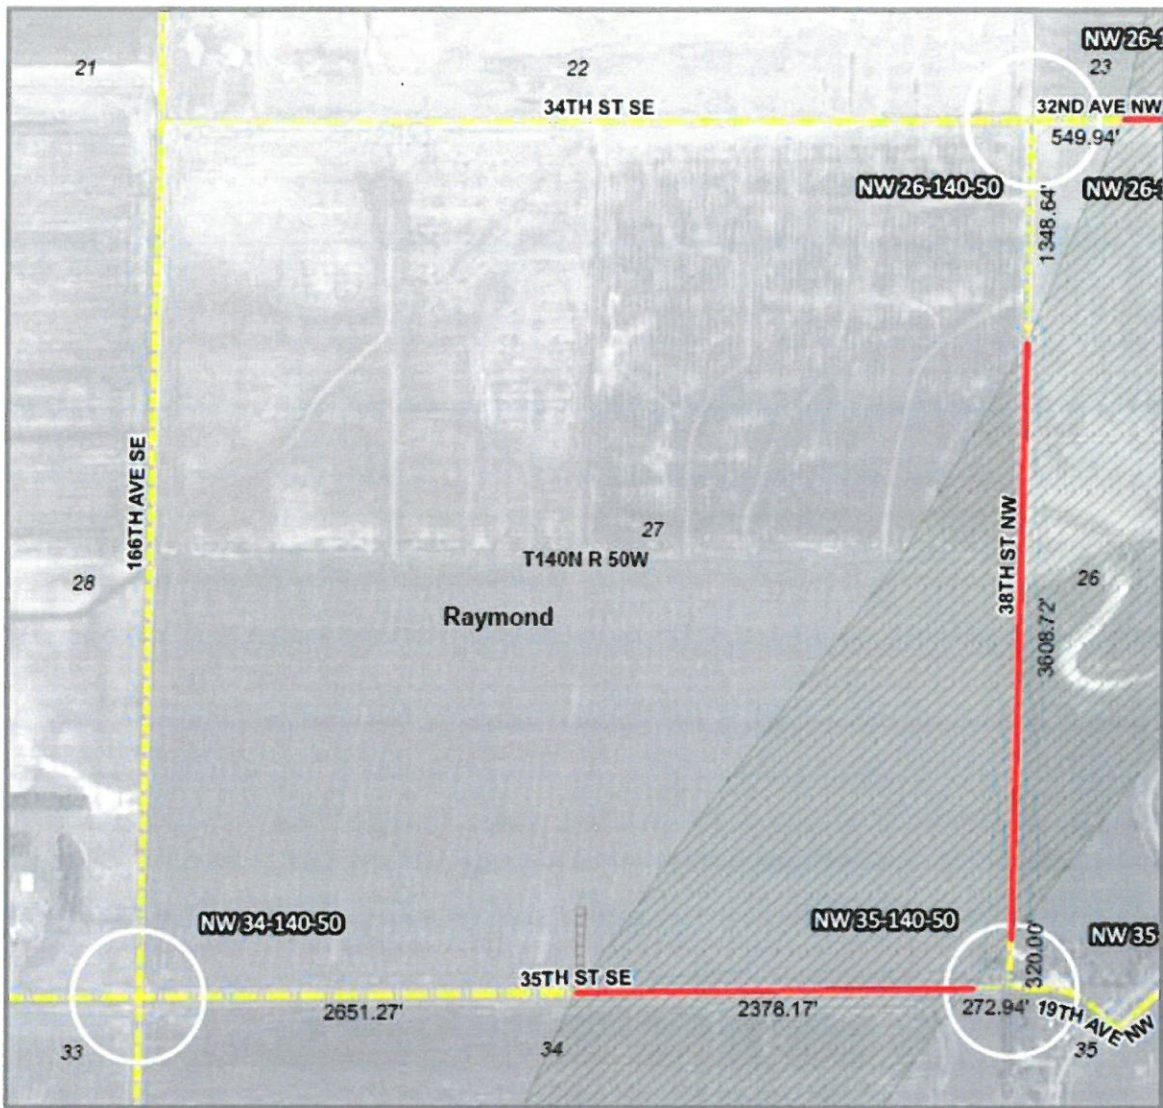 NW 26-
21
22
23
34TH ST SE
32ND AVE NW
549.94'
NW 26-140-50
NW 26-
1348.64'
166TH AVE SE
38TH ST NW
27
T140N R 50W
28
26
Raymond
3608.72'
NW 34-140-50
NW 35-140-50
NW 35
320.00'
35TH ST SE
2651.27'
2378.17'
272.94'
19TH AVE NW
33
34
35